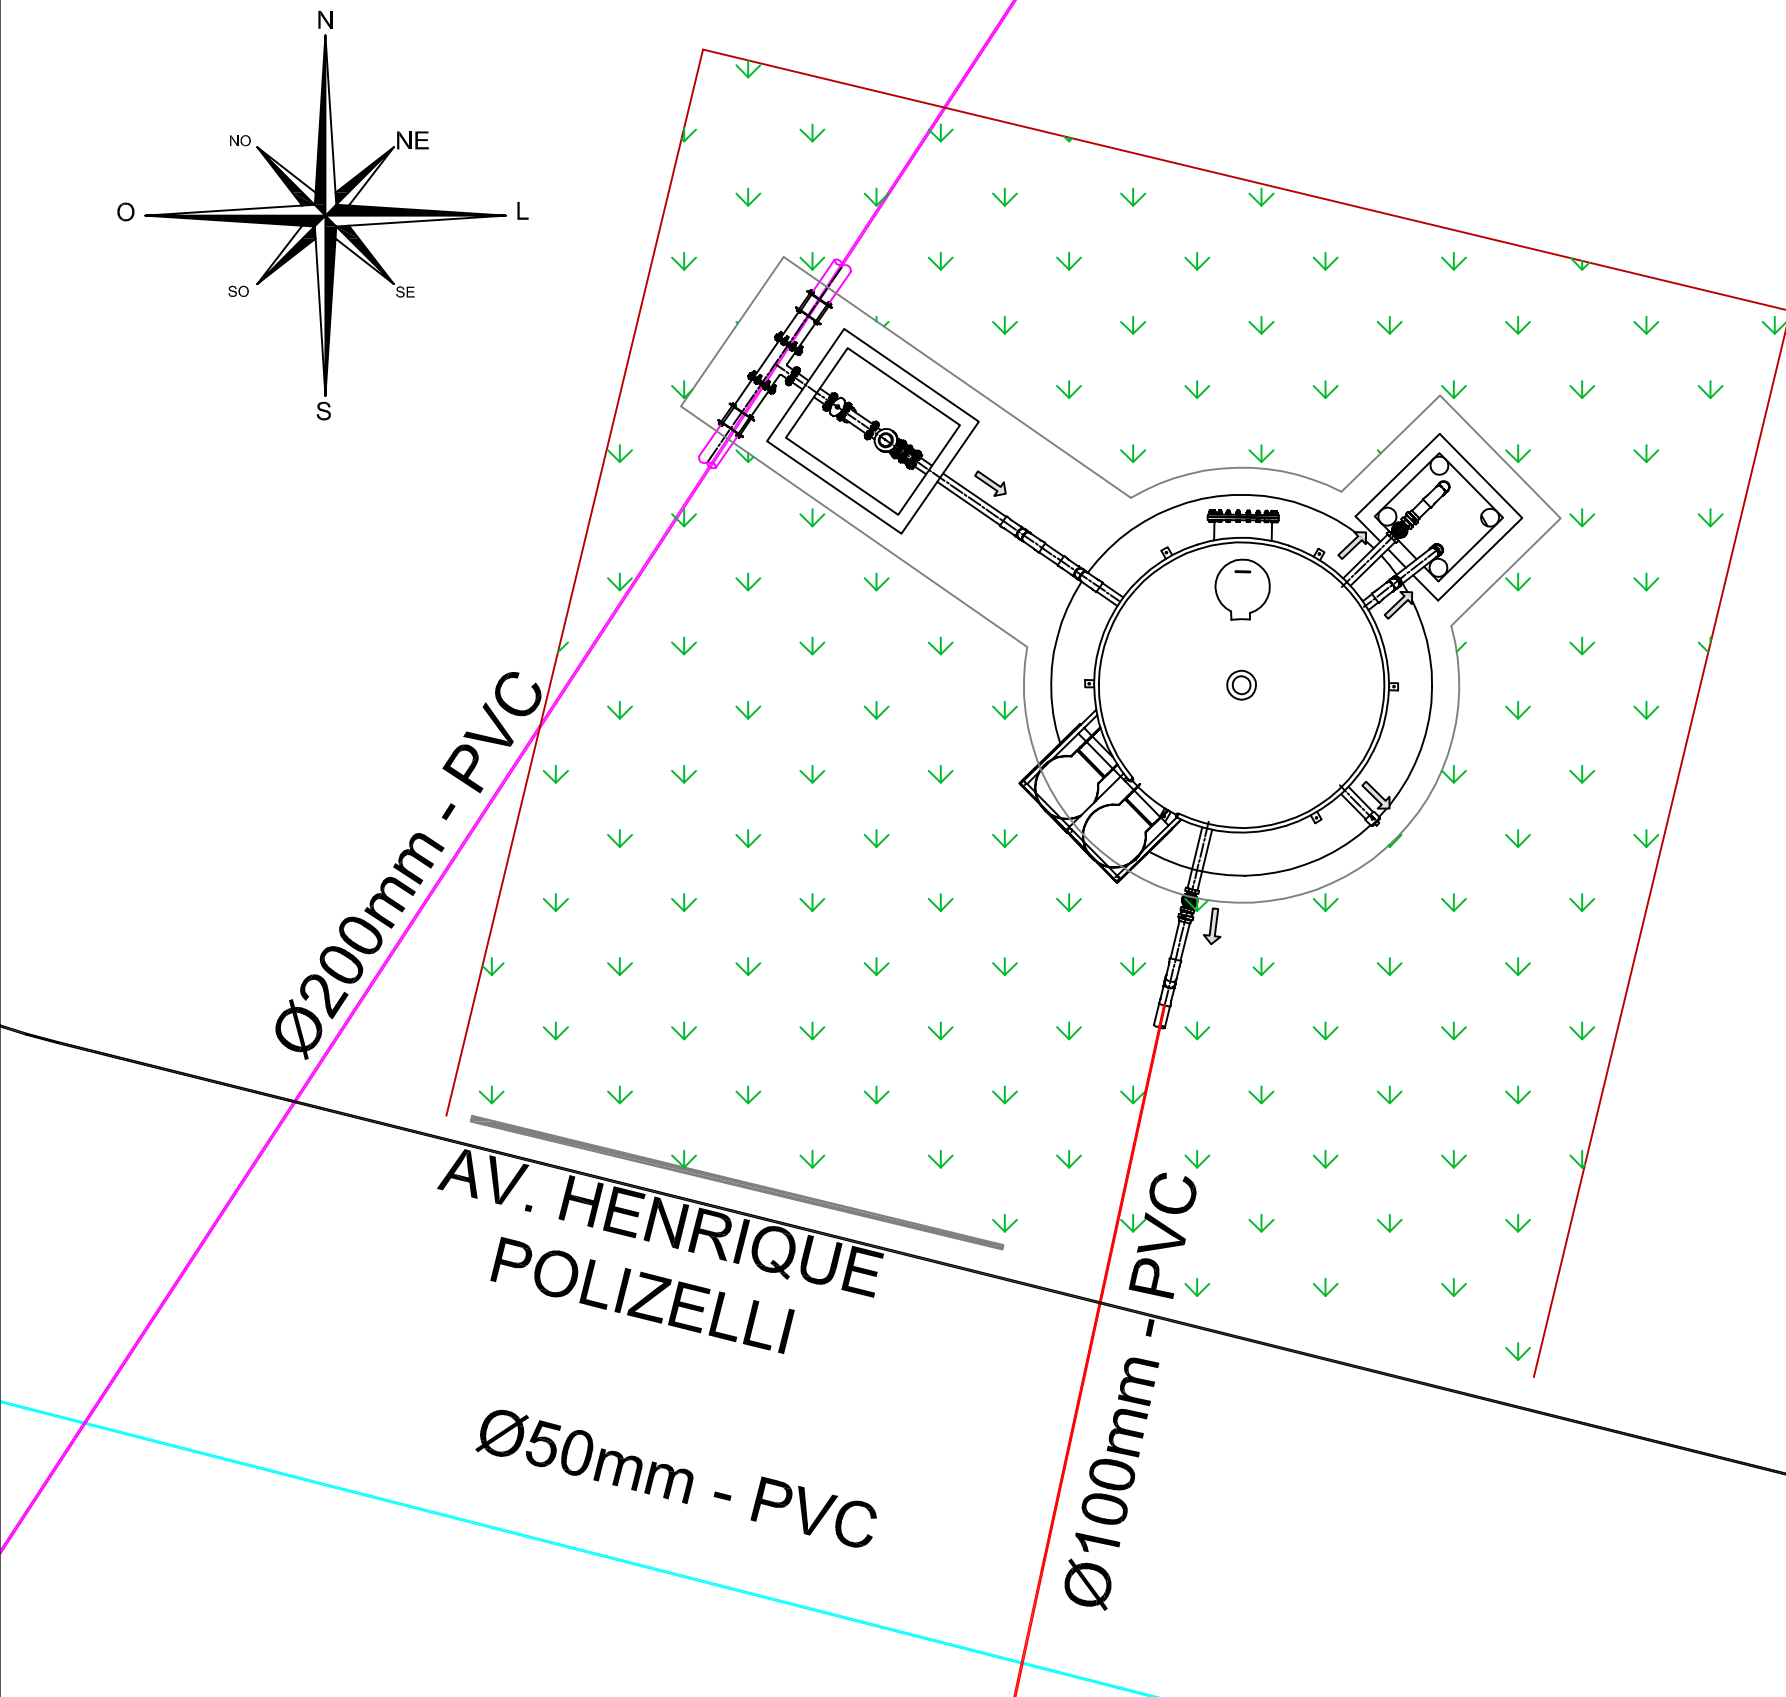 N
NO
NE
O
L
SO
SE
S
Ø200mm - PVC
AV. HENRIQUE
POLIZELLI
Ø100mm - PVC
Ø50mm - PVC